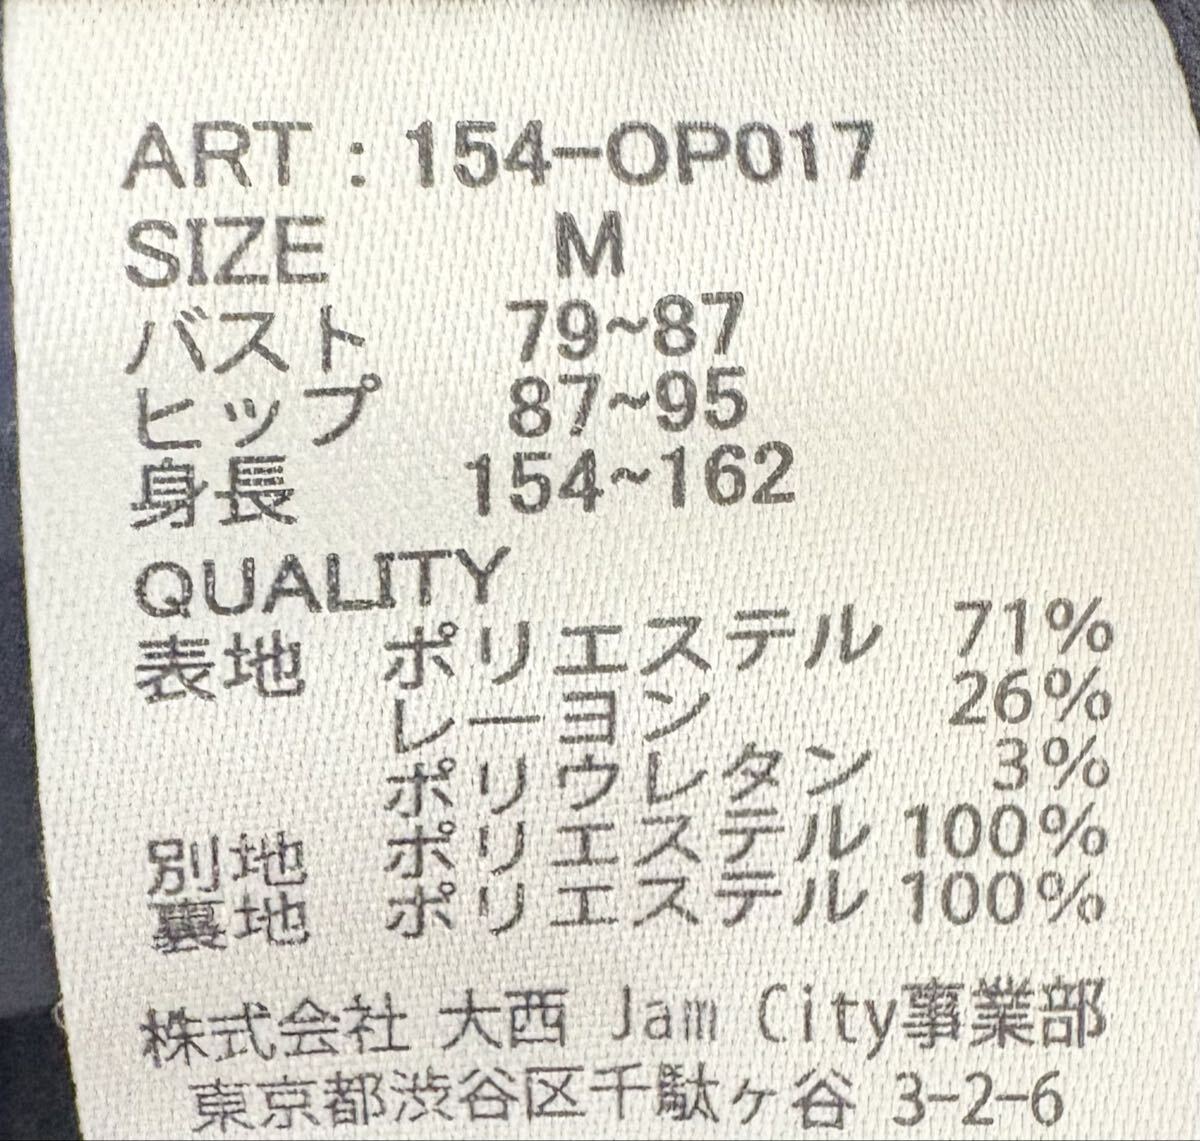 ART : 154-OP017
SIZE M
バスト 79~87
ヒップ 87~95
身長 154~162
QUALITY
表地 ポリエステル 71%
レーヨン 26%
ポリウレタン 3%
別地 ポリエステル 100%
裏地 ポリエステル 100%
株式会社 大西 Jam City事業部
東京都渋谷区千駄ヶ谷 3-2-6